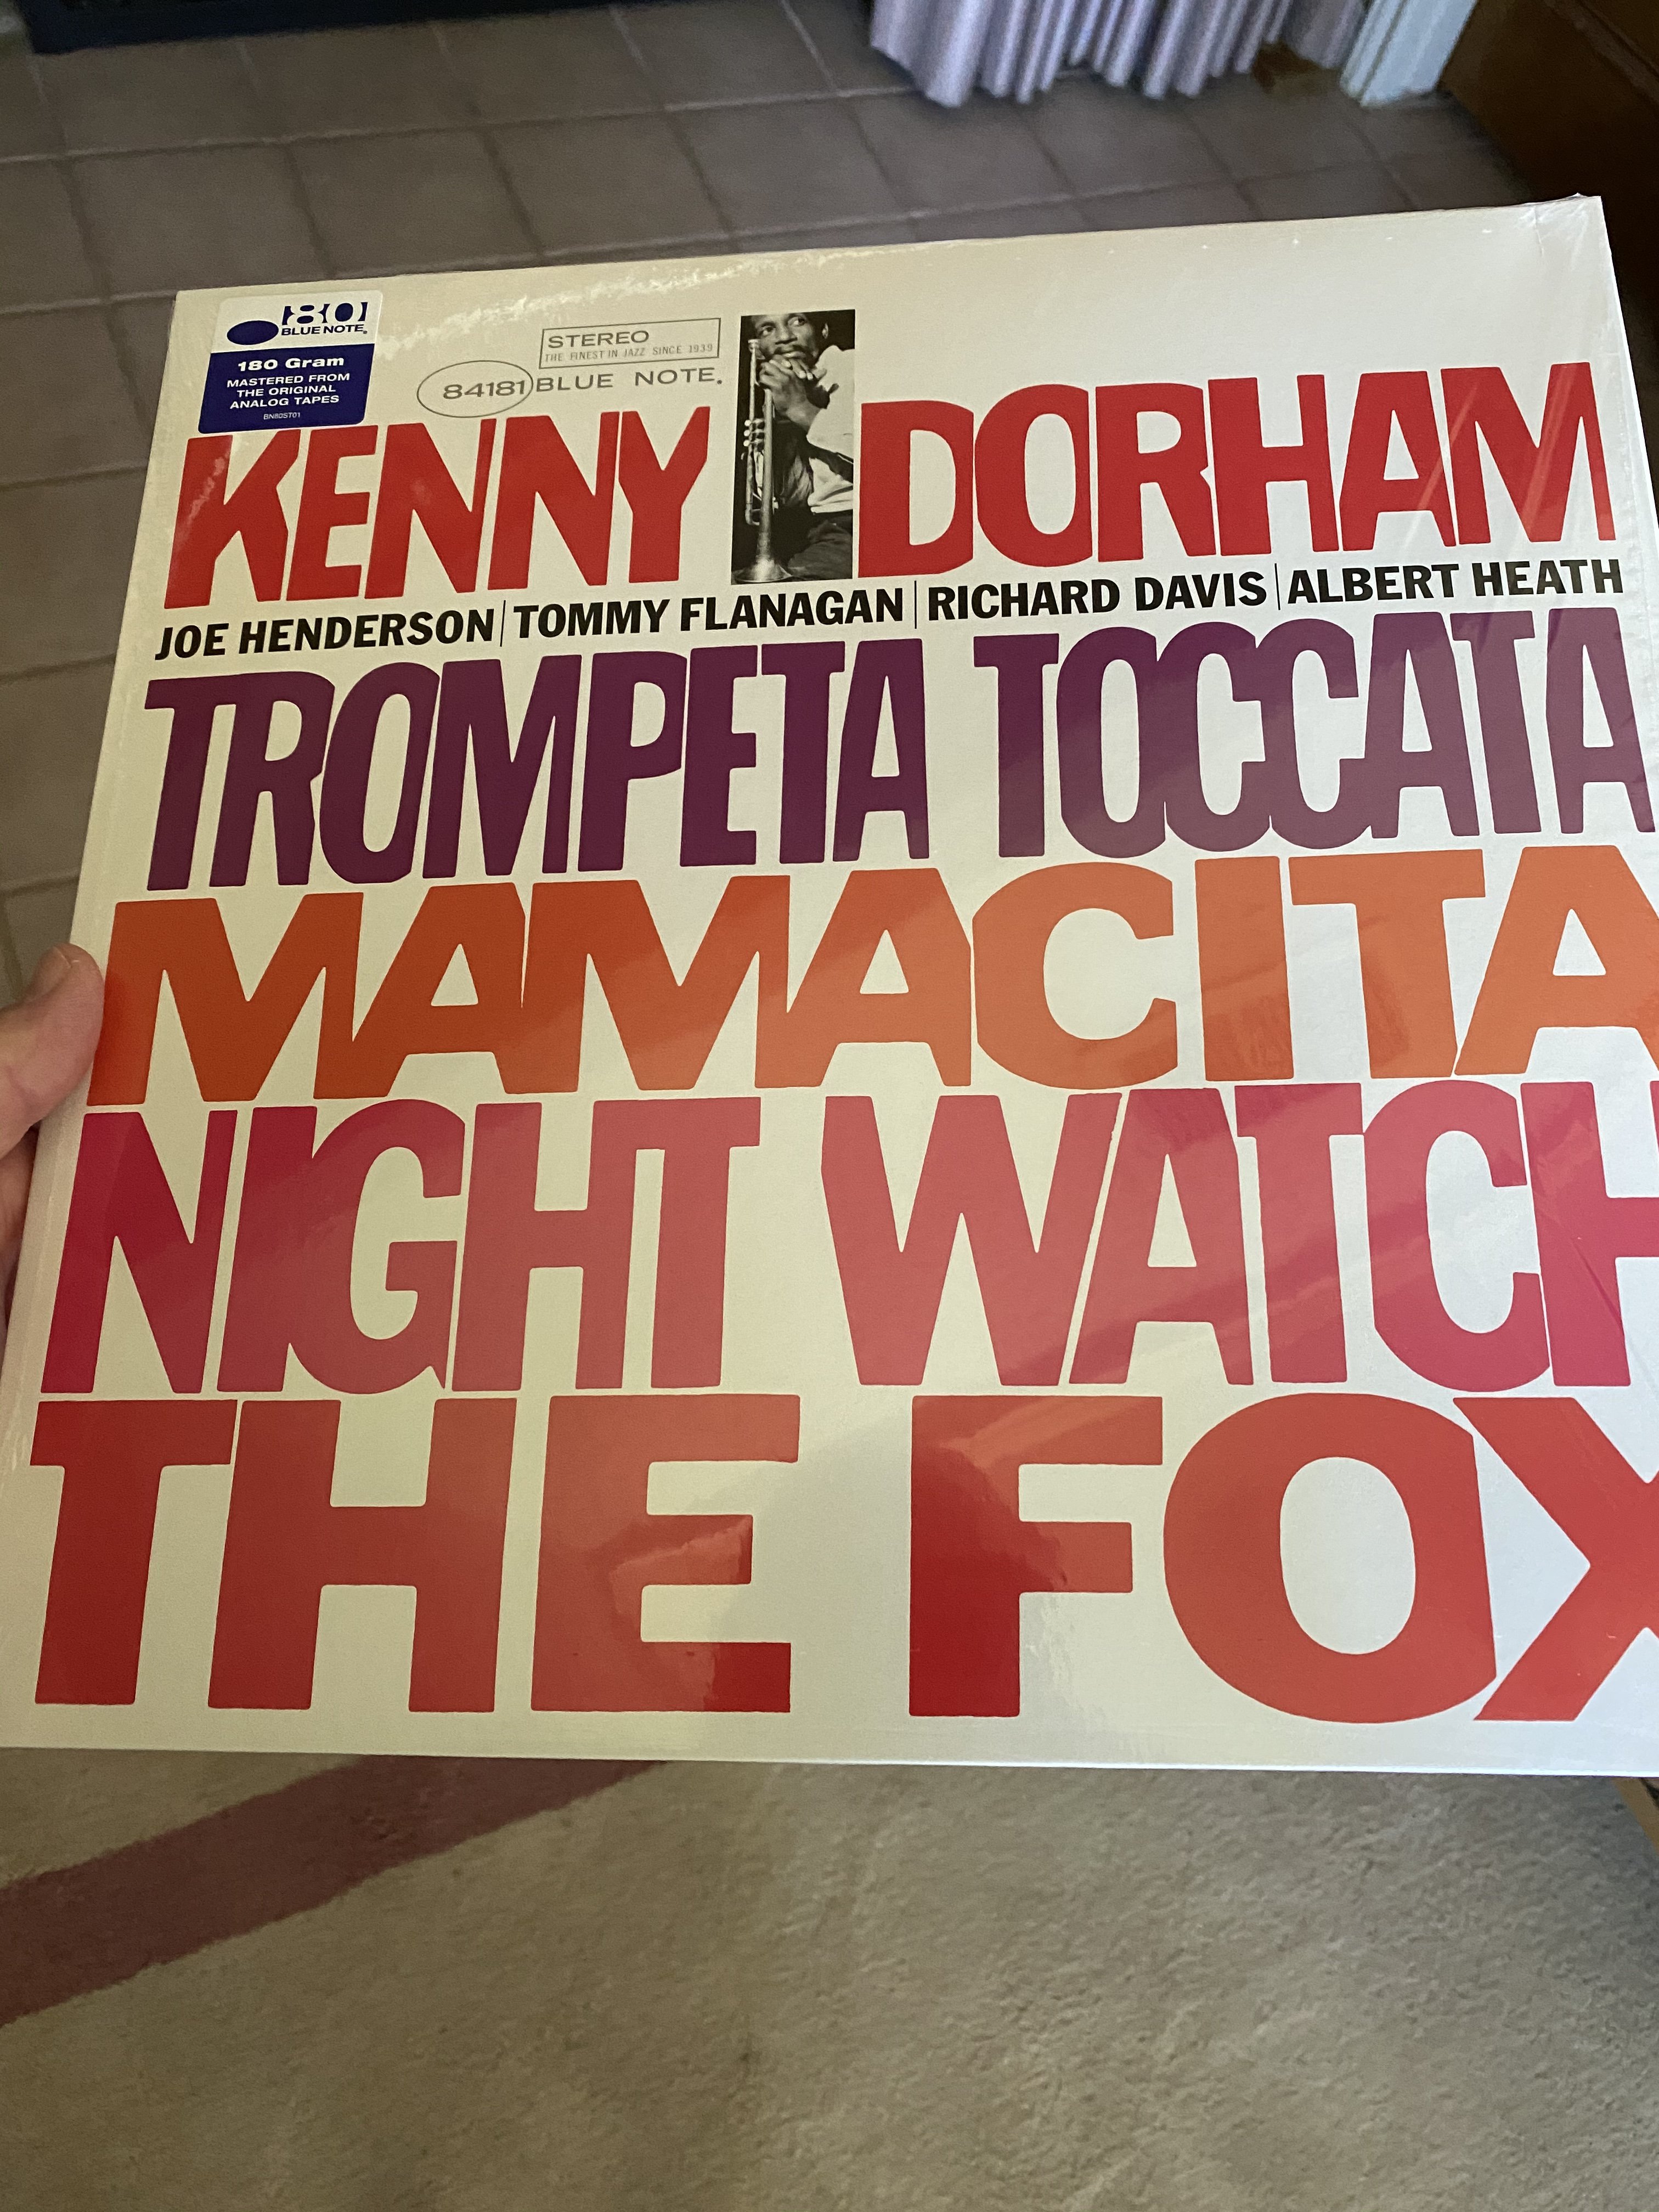 80
BLUE NOTE®
180 Gram
MASTERED FROM
THE ORIGINAL
ANALOG TAPES
BN80ST01
STEREO
THE FINEST IN JAZZ SINCE 1939
84181 BLUE NOTE®
KENNY DORHAM
JOE HENDERSON | TOMMY FLANAGAN | RICHARD DAVIS | ALBERT HEATH
TROMPETA TOCCATA
MAMACITA
NIGHT WATCH
THE FOX